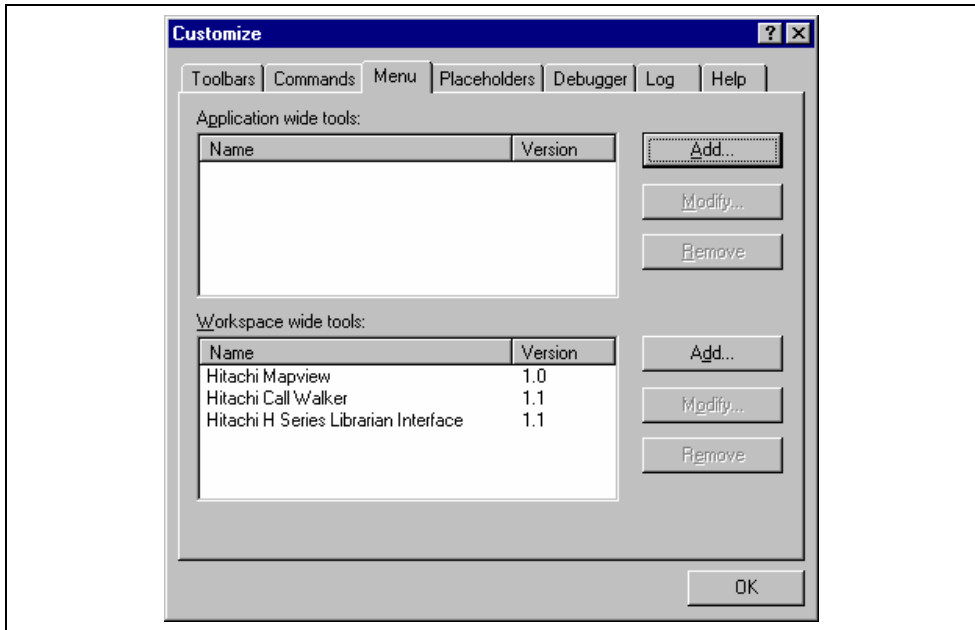 Customize
Toolbars Commands Menu Placeholders Debugger Log Help
Application wide tools:
Name Version
Add...
Modify...
Remove
Workspace wide tools:
Name Version
Hitachi Mapview 1.0
Hitachi Call Walker 1.1
Hitachi H Series Librarian Interface 1.1
Add...
Modify...
Remove
OK